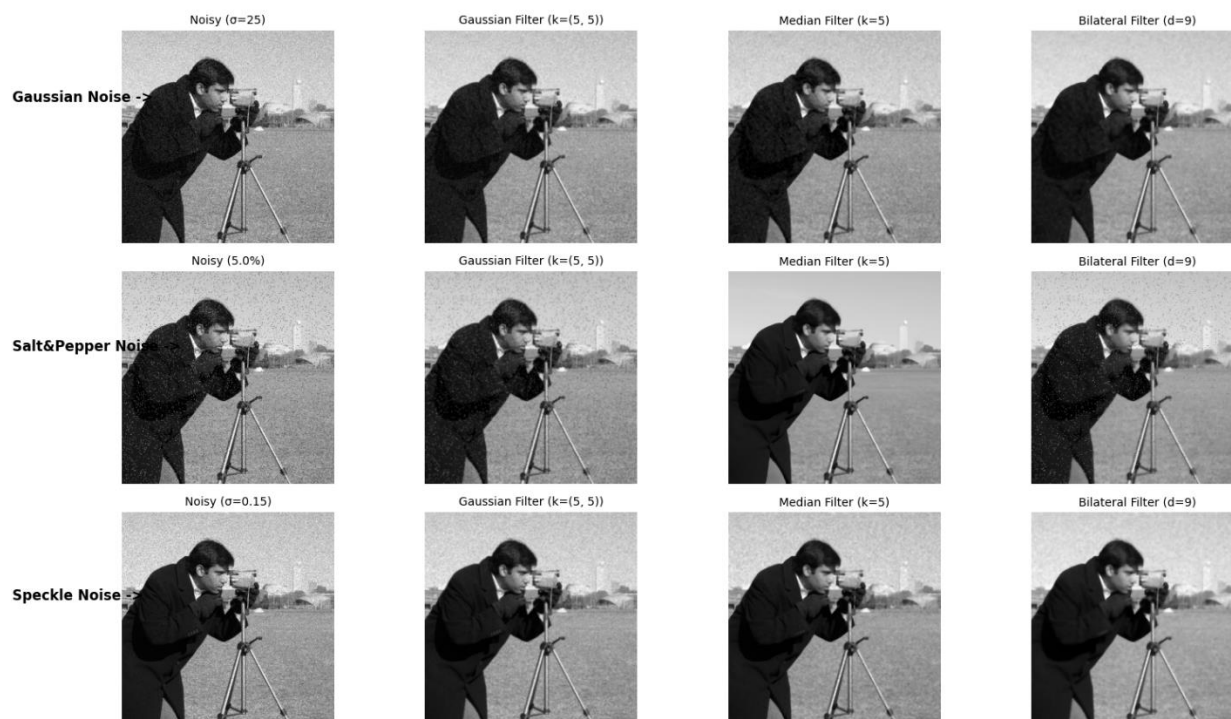 Noisy (σ=25) Gaussian Filter (k=(5, 5)) Median Filter (k=5) Bilateral Filter (d=9)
Gaussian Noise ->
Noisy (5.0%) Gaussian Filter (k=(5, 5)) Median Filter (k=5) Bilateral Filter (d=9)
Salt&Pepper Noise ->
Noisy (σ=0.15) Gaussian Filter (k=(5, 5)) Median Filter (k=5) Bilateral Filter (d=9)
Speckle Noise ->